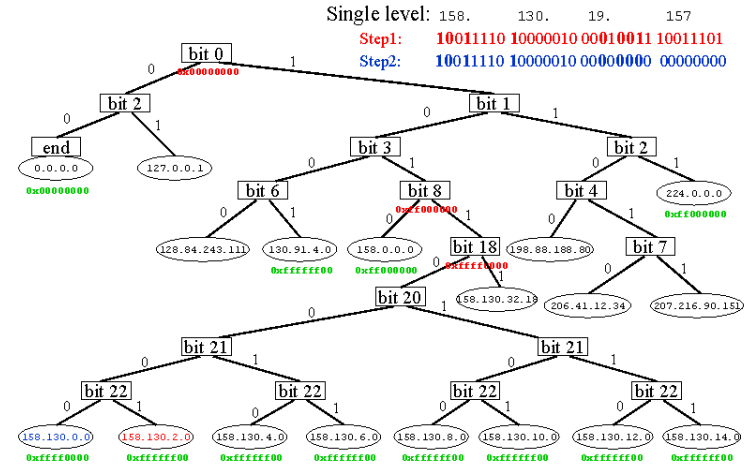 Single level: 158. 130. 19. 157
Step1: 10011110 10000010 00010011 10011101
Step2: 10011110 10000010 00000000 00000000
bit 0
0x00000000
0 1
bit 2 bit 1
0 1 0 1
end bit 3 bit 2
0.0.0.0 127.0.0.1
0x00000000
0 1 0 1
bit 6 bit 8 bit 4 224.0.0.0
0xff000000 0xff000000
0 1 0 1 0 1
128.84.243.111 130.91.4.0 158.0.0.0 bit 18 198.88.188.80 bit 7
0xffffff00 0xff000000 0xffff0000
0 1 0 1
bit 20 158.130.32.18 206.41.12.34 207.216.90.151
0 1
bit 21 bit 21
0 1 0 1
bit 22 bit 22 bit 22 bit 22
0 1 0 1 0 1 0 1
158.130.0.0 158.130.2.0 158.130.4.0 158.130.6.0 158.130.8.0 158.130.10.0 158.130.12.0 158.130.14.0
0xffff0000 0xffffff00 0xffffff00 0xffffff00 0xffffff00 0xffffff00 0xffffff00 0xffffff00